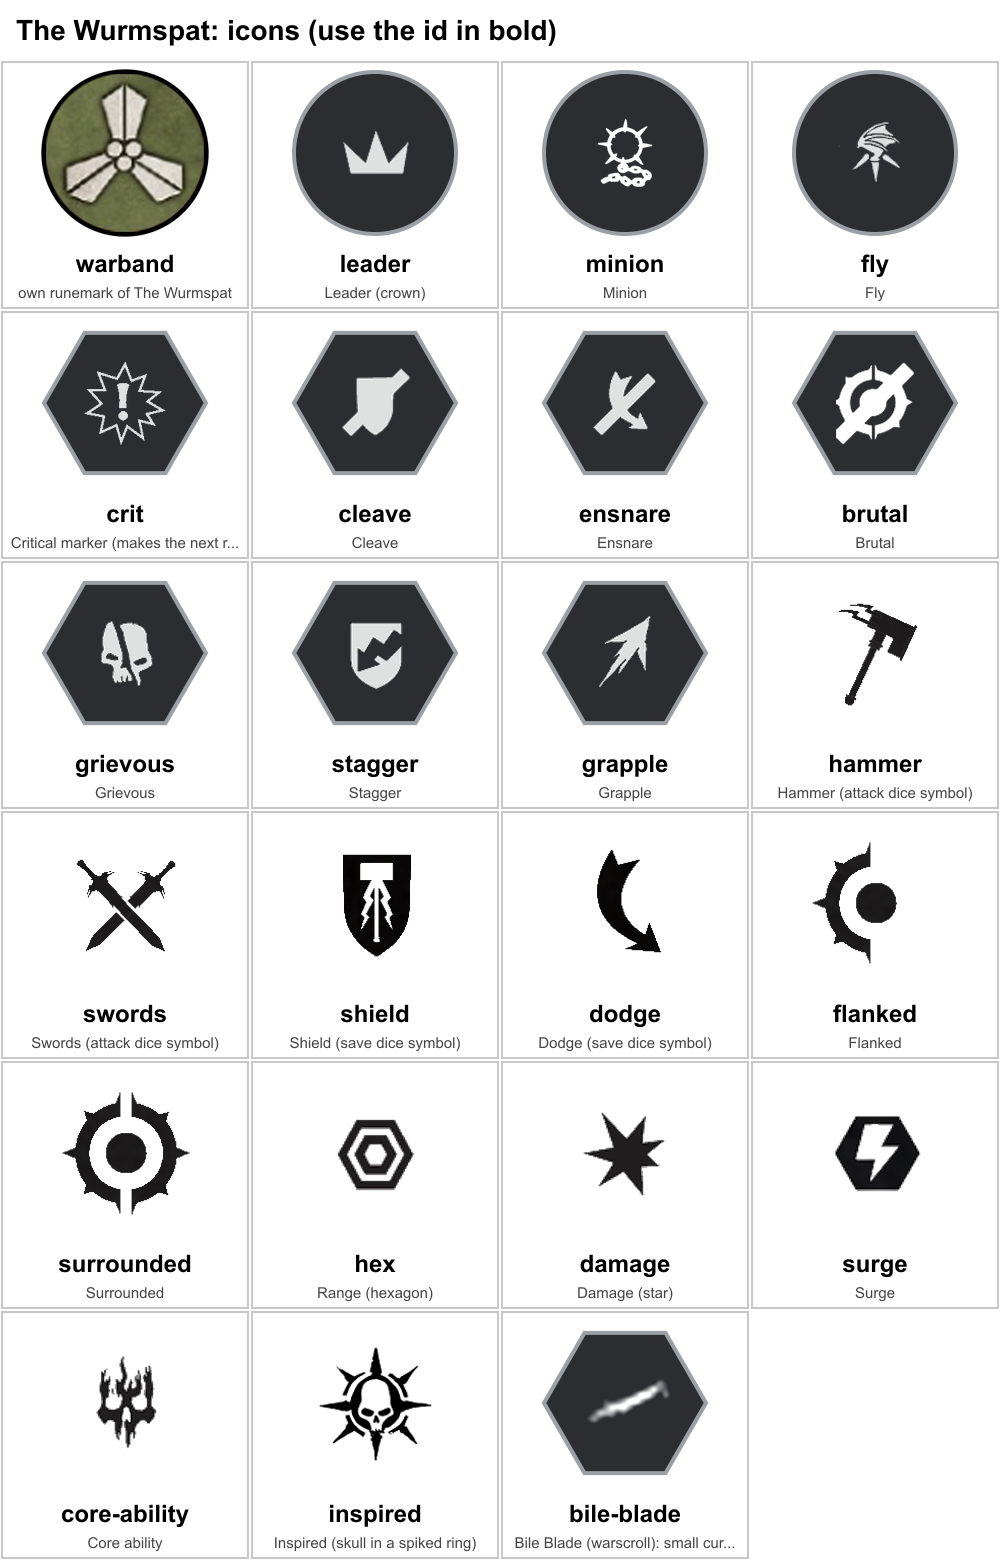 The Wurmspat: icons (use the id in bold)
warband
own runemark of The Wurmspat
leader
Leader (crown)
minion
Minion
fly
Fly
crit
Critical marker (makes the next r...
cleave
Cleave
ensnare
Ensnare
brutal
Brutal
grievous
Grievous
stagger
Stagger
grapple
Grapple
hammer
Hammer (attack dice symbol)
swords
Swords (attack dice symbol)
shield
Shield (save dice symbol)
dodge
Dodge (save dice symbol)
flanked
Flanked
surrounded
Surrounded
hex
Range (hexagon)
damage
Damage (star)
surge
Surge
core-ability
Core ability
inspired
Inspired (skull in a spiked ring)
bile-blade
Bile Blade (warscroll): small cur...